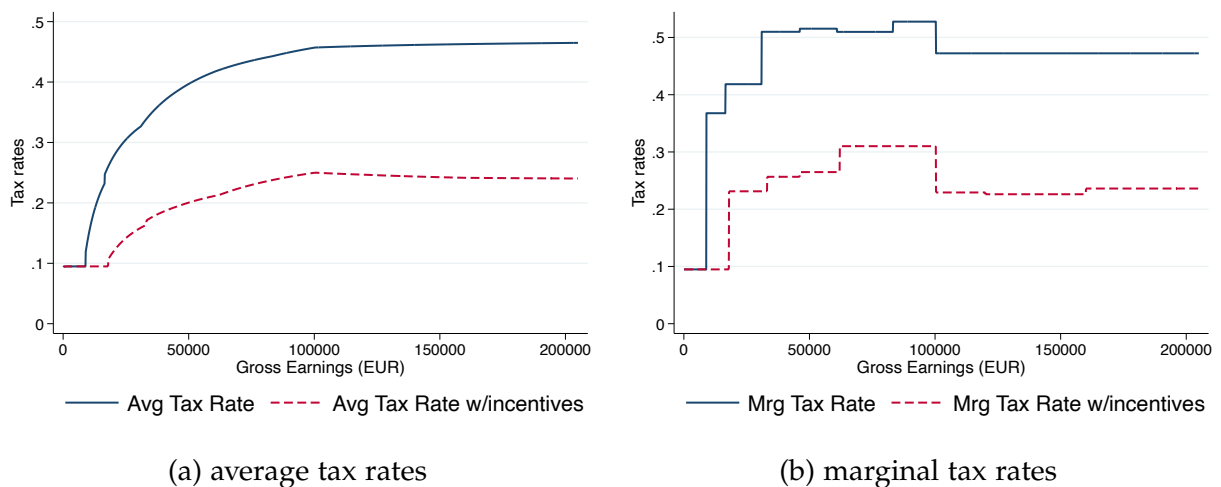 .5
.4
.3
.2
.1
0
Tax rates
0 50000 100000 150000 200000
Gross Earnings (EUR)
Avg Tax Rate Avg Tax Rate w/incentives
(a) average tax rates
.5
.4
.3
.2
.1
0
Tax rates
0 50000 100000 150000 200000
Gross Earnings (EUR)
Mrg Tax Rate Mrg Tax Rate w/incentives
(b) marginal tax rates